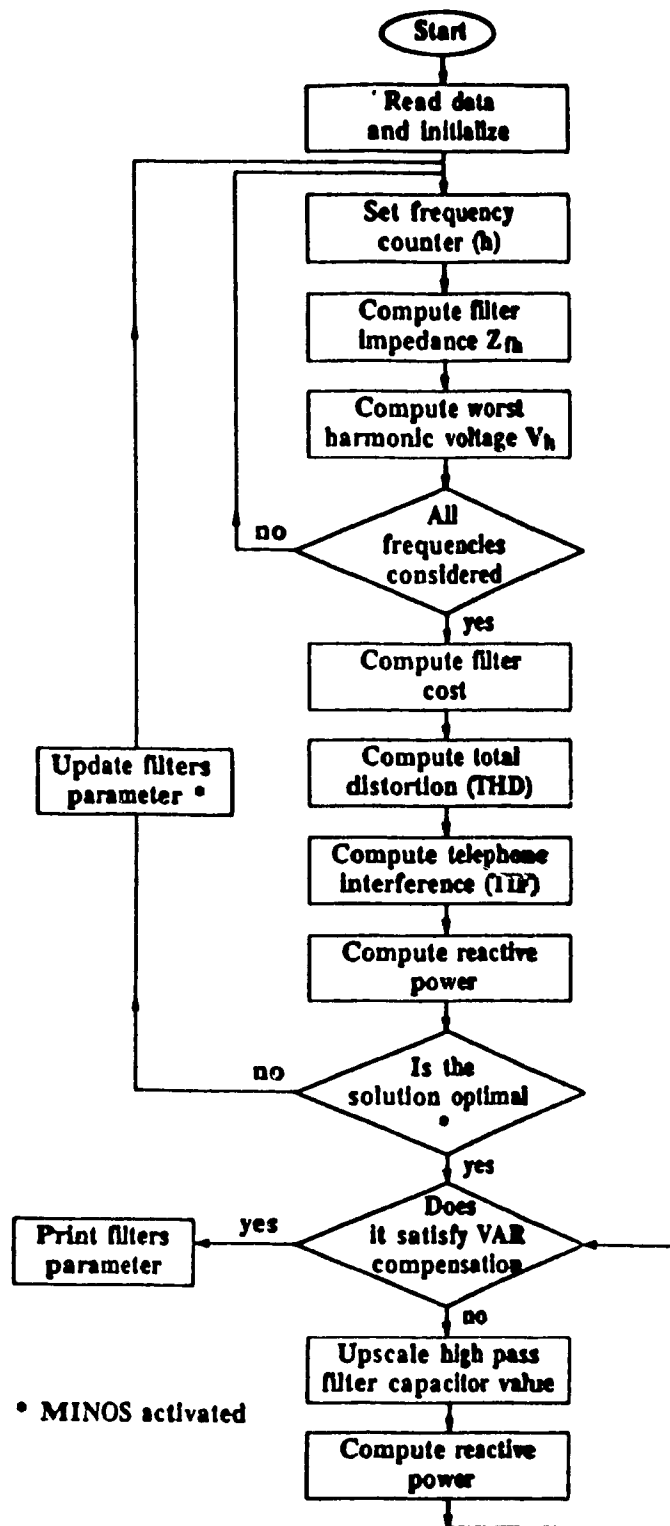 Start
Read data
and initialize
Set frequency
counter (h)
Compute filter
impedance Z_fh
Compute worst
harmonic voltage V_h
All
frequencies
considered
no
yes
Compute filter
cost
Compute total
distortion (THD)
Update filters
parameter *
Compute telephone
interference (TIF)
Compute reactive
power
Is the
solution optimal
*
no
yes
Does
it satisfy VAR
compensation
yes
Print filters
parameter
no
Upscale high pass
filter capacitor value
* MINOS activated
Compute reactive
power